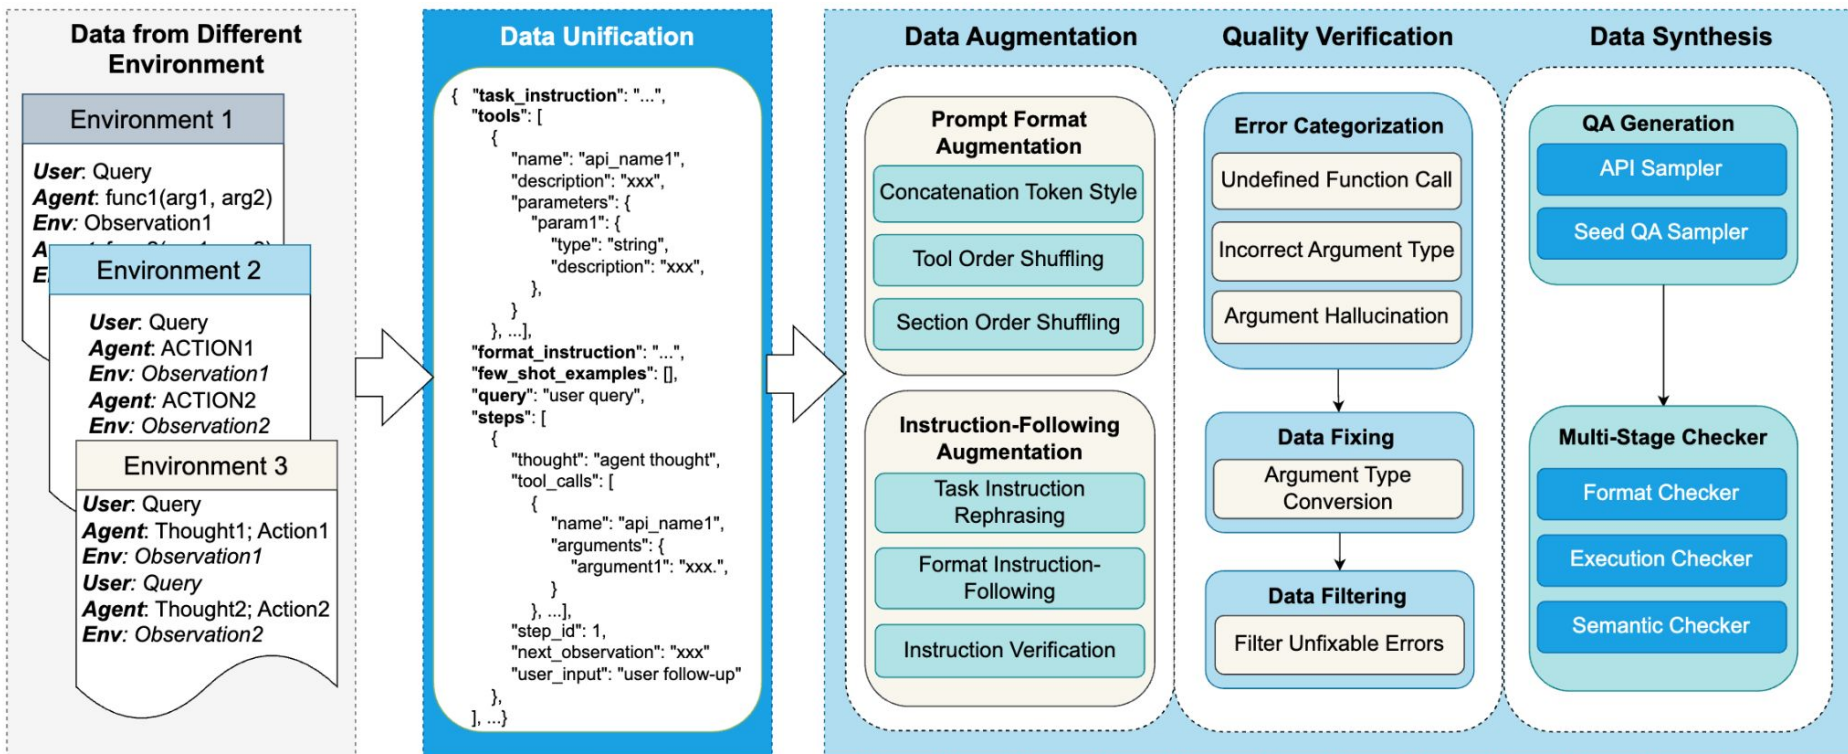 Data from Different
Environment
Environment 1
User: Query
Agent: func1(arg1, arg2)
Env: Observation1
Environment 2
User: Query
Agent: ACTION1
Env: Observation1
Agent: ACTION2
Env: Observation2
Environment 3
User: Query
Agent: Thought1; Action1
Env: Observation1
User: Query
Agent: Thought2; Action2
Env: Observation2
Data Unification
{ "task_instruction": "...",
"tools": [
{
"name": "api_name1",
"description": "xxx",
"parameters": {
"param1": {
"type": "string",
"description": "xxx",
},
}
}, ...],
"format_instruction": "...",
"few_shot_examples": [],
"query": "user query",
"steps": [
{
"thought": "agent thought",
"tool_calls": [
{
"name": "api_name1",
"arguments": {
"argument1": "xxx.",
}
}, ...],
"step_id": 1,
"next_observation": "xxx"
"user_input": "user follow-up"
},
], ...}
Data Augmentation
Prompt Format
Augmentation
Concatenation Token Style
Tool Order Shuffling
Section Order Shuffling
Instruction-Following
Augmentation
Task Instruction
Rephrasing
Format Instruction-
Following
Instruction Verification
Quality Verification
Error Categorization
Undefined Function Call
Incorrect Argument Type
Argument Hallucination
Data Fixing
Argument Type
Conversion
Data Filtering
Filter Unfixable Errors
Data Synthesis
QA Generation
API Sampler
Seed QA Sampler
Multi-Stage Checker
Format Checker
Execution Checker
Semantic Checker